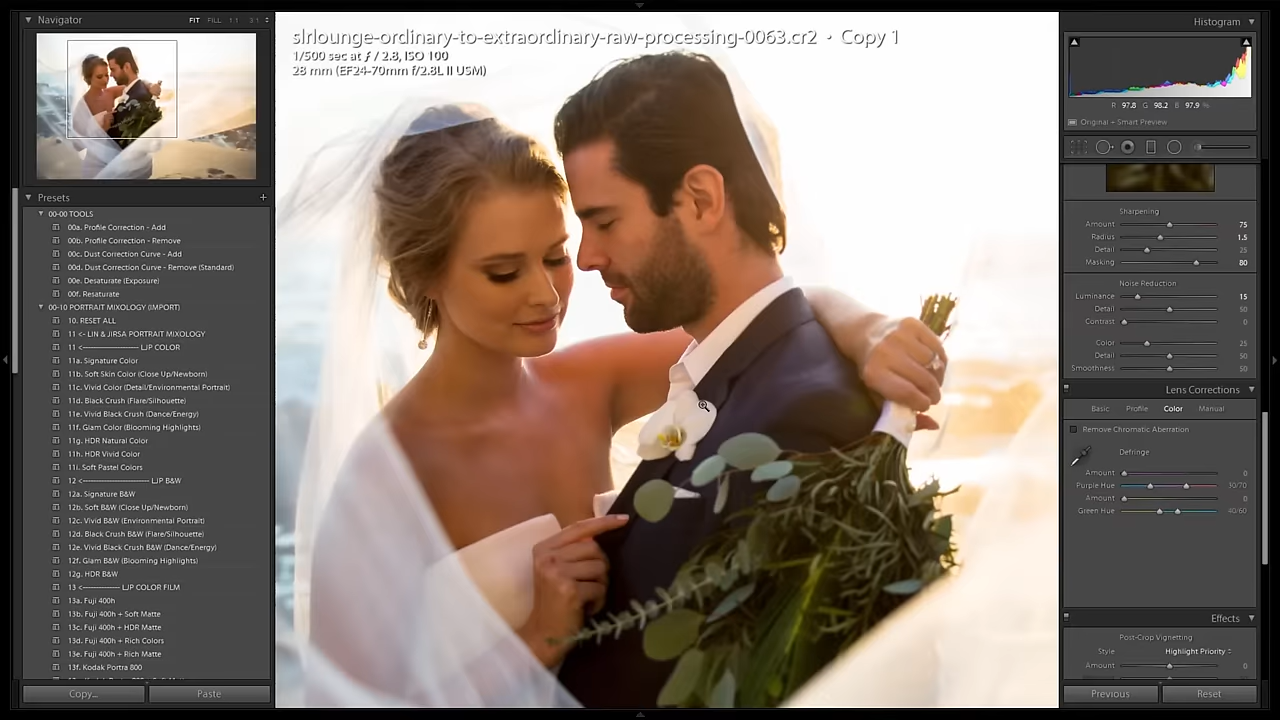 Navigator
FIT FILL 1:1 3:1
Presets +
00-00 TOOLS
00a. Profile Correction - Add
00b. Profile Correction - Remove
00c. Dust Correction Curve - Add
00d. Dust Correction Curve - Remove (Standard)
00e. Desaturate (Exposure)
00f. Resaturate
00-10 PORTRAIT MIXOLOGY (IMPORT)
10. RESET ALL
11 <- LIN & JIRSA PORTRAIT MIXOLOGY
11 <---------------- LJP COLOR
11a. Signature Color
11b. Soft Skin Color (Close Up/Newborn)
11c. Vivid Color (Detail/Environmental Portrait)
11d. Black Crush (Flare/Silhouette)
11e. Vivid Black Crush (Dance/Energy)
11f. Glam Color (Blooming Highlights)
11g. HDR Natural Color
11h. HDR Vivid Color
11i. Soft Pastel Colors
12 <---------------- LJP B&W
12a. Signature B&W
12b. Soft B&W (Close Up/Newborn)
12c. Vivid B&W (Environmental Portrait)
12d. Black Crush B&W (Flare/Silhouette)
12e. Vivid Black Crush B&W (Dance/Energy)
12f. Glam B&W (Blooming Highlights)
12g. HDR B&W
13 <----------- LJP COLOR FILM
13a. Fuji 400h
13b. Fuji 400h + Soft Matte
13c. Fuji 400h + HDR Matte
13d. Fuji 400h + Rich Colors
13e. Fuji 400h + Rich Matte
13f. Kodak Portra 800
Copy... Paste
slrlounge-ordinary-to-extraordinary-raw-processing-0063.cr2 • Copy 1
1/500 sec at ƒ / 2.8, ISO 100
28 mm (EF24-70mm f/2.8L II USM)
Histogram
R 97.8 G 98.2 B 97.9 %
Original + Smart Preview
Sharpening
Amount 75
Radius 1.5
Detail 25
Masking 80
Noise Reduction
Luminance 15
Detail 50
Contrast 0
Color 25
Detail 50
Smoothness 50
Lens Corrections
Basic Profile Color Manual
Remove Chromatic Aberration
Defringe
Amount 0
Purple Hue 30/70
Amount 0
Green Hue 40/60
Effects
Post-Crop Vignetting
Style Highlight Priority
Amount 0
Previous Reset